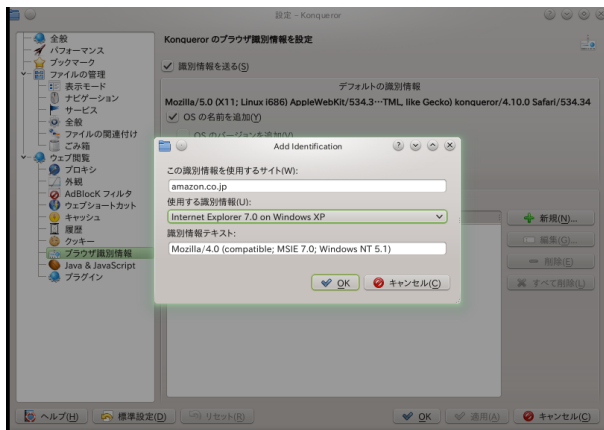 設定 – Konqueror
全般
パフォーマンス
ブックマーク
ファイルの管理
表示モード
ナビゲーション
サービス
全般
ファイルの関連付け
ごみ箱
ウェブ閲覧
プロキシ
外観
AdBlocK フィルタ
ウェブショートカット
キャッシュ
履歴
クッキー
ブラウザ識別情報
Java & JavaScript
プラグイン
Konqueror のブラウザ識別情報を設定
識別情報を送る(S)
デフォルトの識別情報
Mozilla/5.0 (X11; Linux i686) AppleWebKit/534.3…TML, like Gecko) konqueror/4.10.0 Safari/534.34
OS の名前を追加(Y)
OS のバージョンを追加(V)
Add Identification
この識別情報を使用するサイト(W):
amazon.co.jp
使用する識別情報(U):
Internet Explorer 7.0 on Windows XP
識別情報テキスト:
Mozilla/4.0 (compatible; MSIE 7.0; Windows NT 5.1)
OK キャンセル(C)
新規(N)...
編集(G)...
削除(E)
すべて削除(L)
ヘルプ(H) 標準設定(D) リセット(R) OK 適用(A) キャンセル(C)